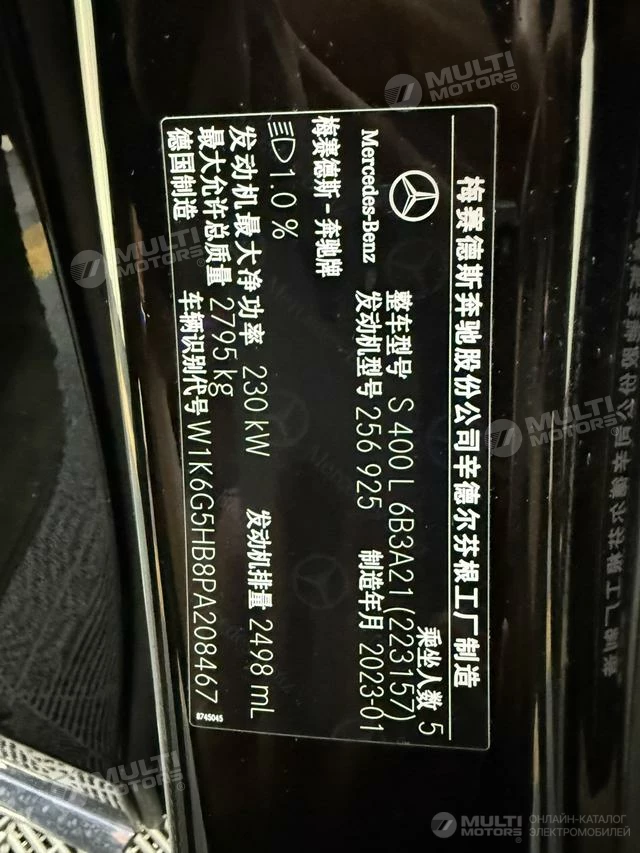 梅赛德斯奔驰股份公司辛德尔芬根工厂制造
Mercedes-Benz
梅赛德斯-奔驰牌
乘坐人数 5
整车型号 S 400 L 6B3A21 (223157)
发动机型号 256 925
制造年月 2023-01
1.0 %
发动机最大净功率 230 kW
发动机排量 2498 mL
最大允许总质量 2795 kg
德国制造
车辆识别代号 W1K6G5HB8PA208467
8745045
MULTI
MOTORS®
MULTI
MOTORS®
MULTI
MOTORS®
MULTI
MOTORS®
MULTI
MOTORS®
ОНЛАЙН-КАТАЛОГ
ЭЛЕКТРОМОБИЛЕЙ